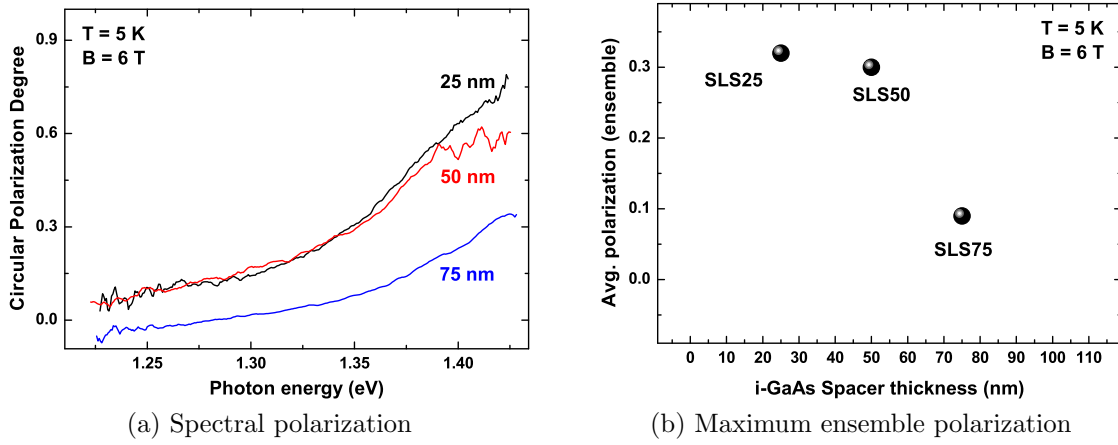 T = 5 K
B = 6 T
25 nm
50 nm
75 nm
Circular Polarization Degree
0.9
0.6
0.3
0.0
1.25 1.30 1.35 1.40
Photon energy (eV)
(a) Spectral polarization
T = 5 K
B = 6 T
SLS25
SLS50
SLS75
Avg. polarization (ensemble)
0.3
0.2
0.1
0.0
0 10 20 30 40 50 60 70 80 90 100 110
i-GaAs Spacer thickness (nm)
(b) Maximum ensemble polarization